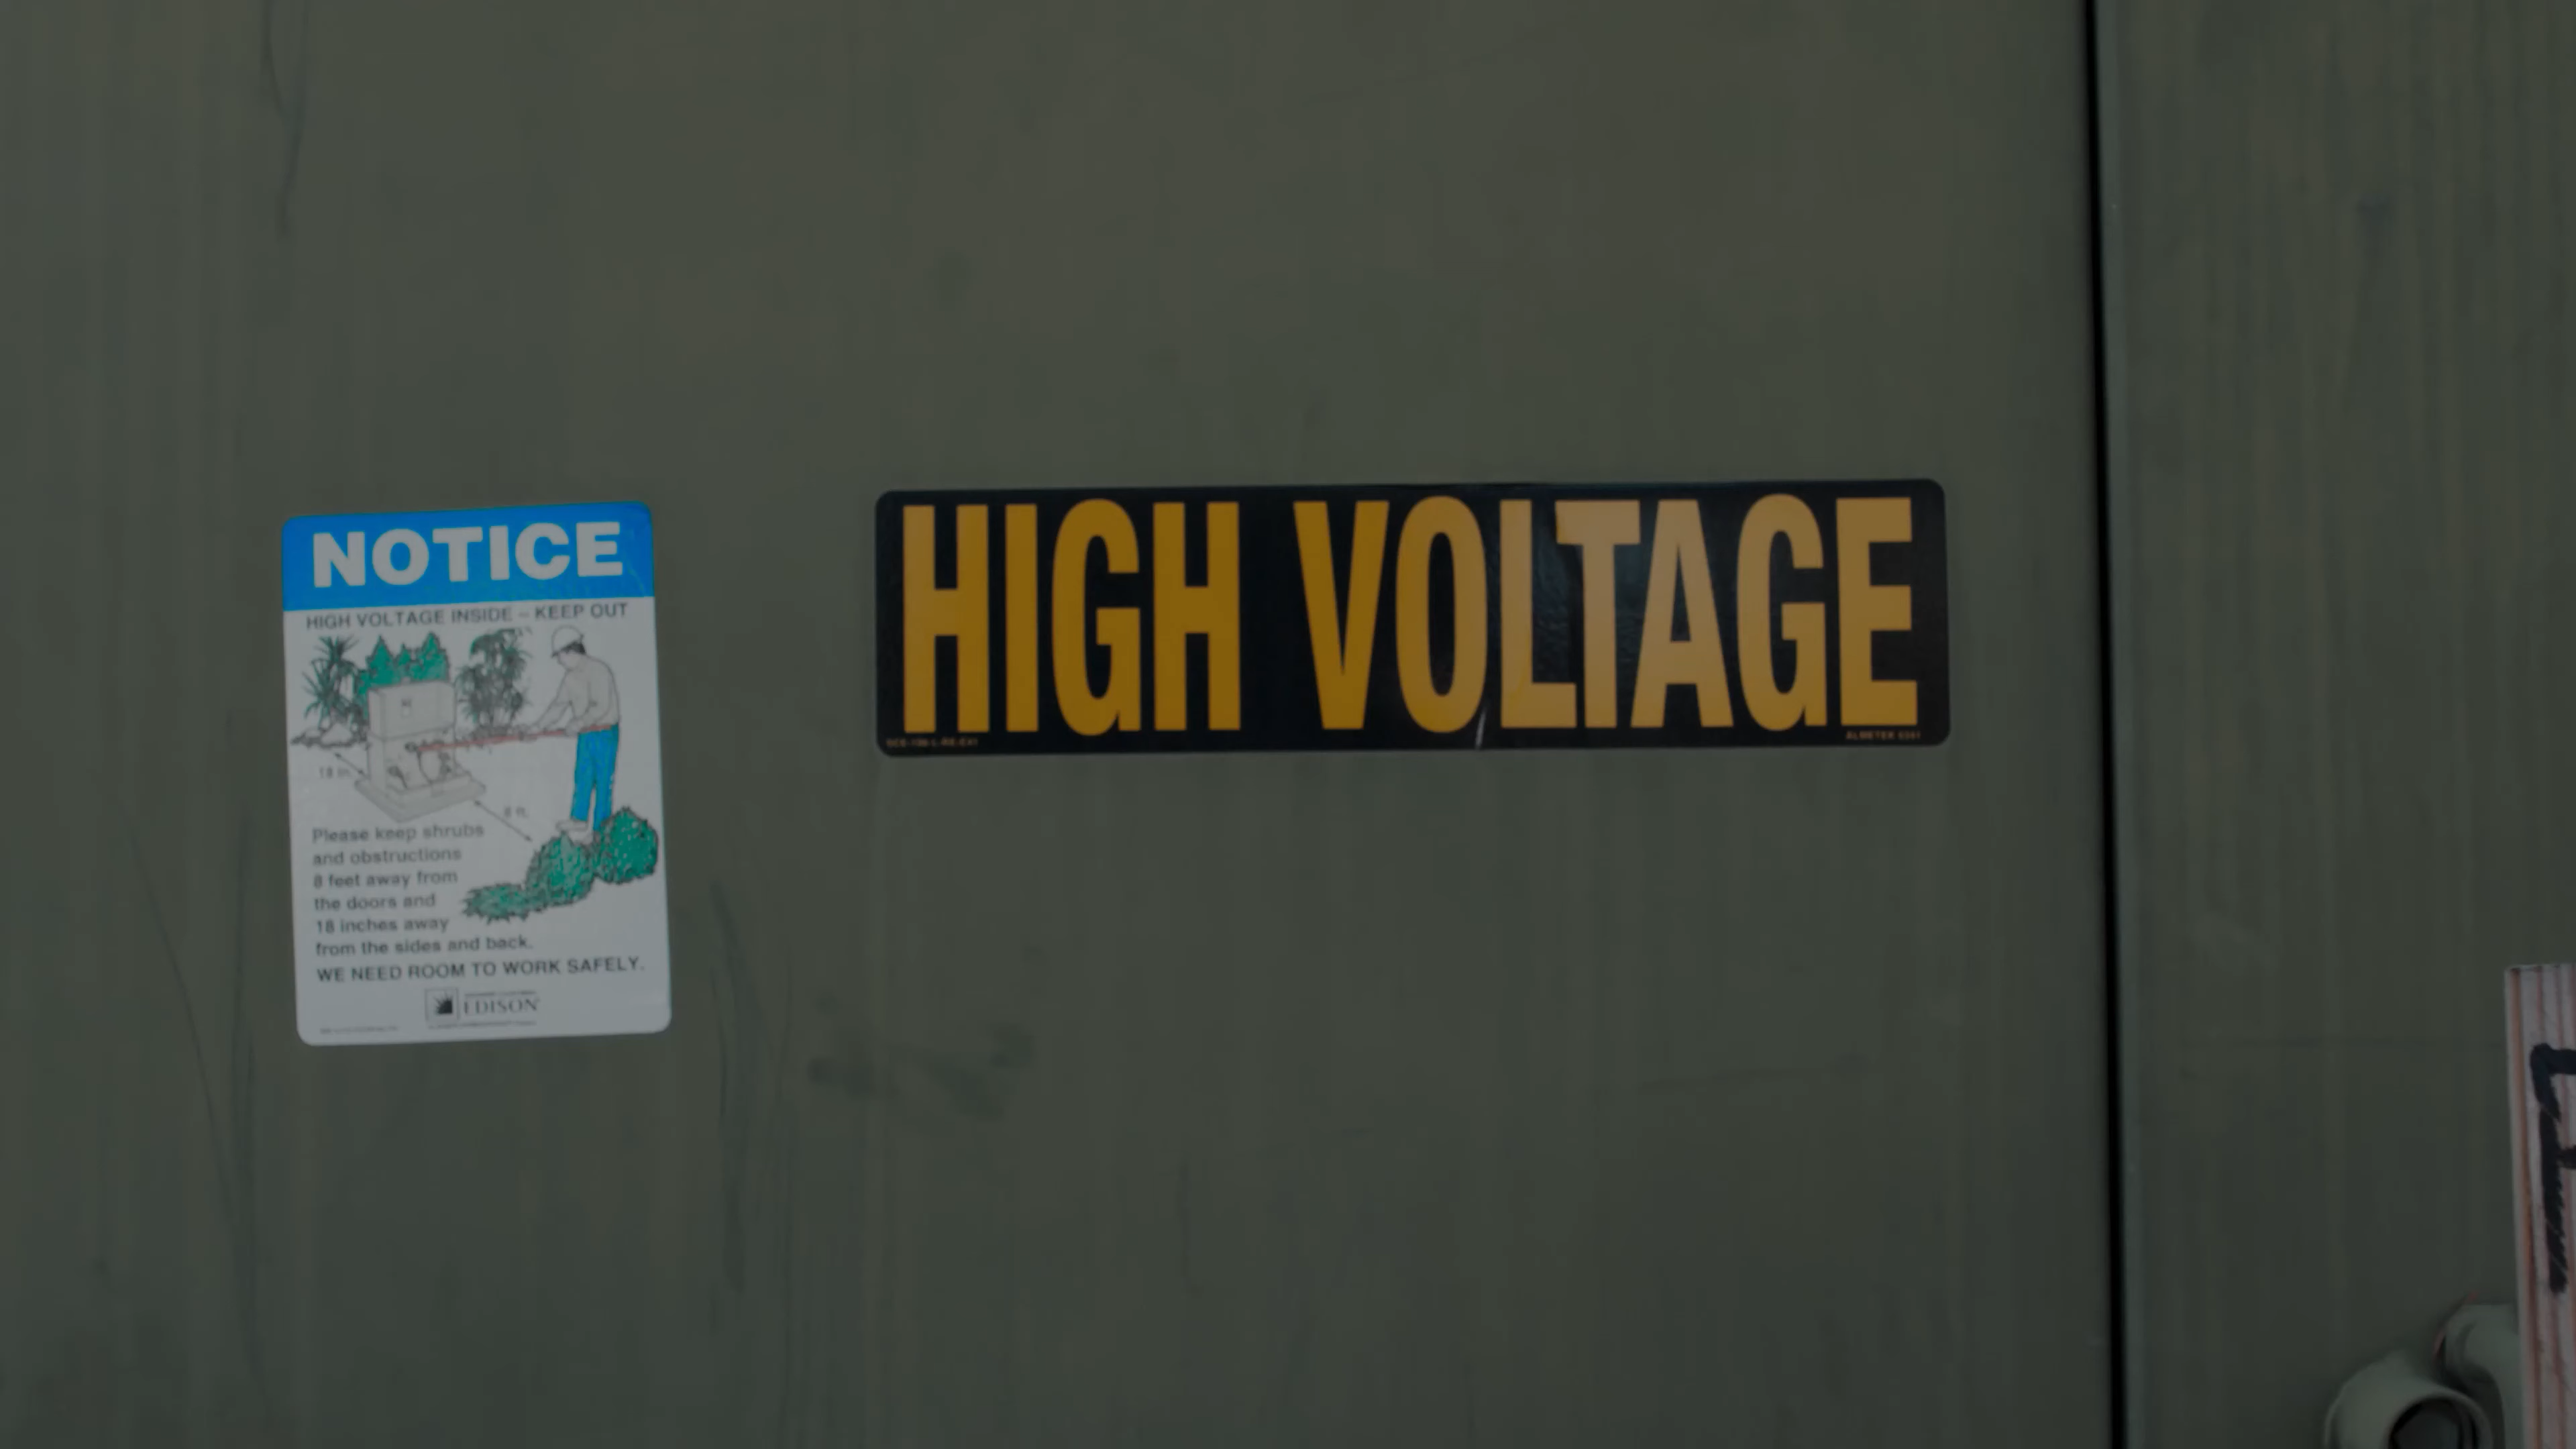 NOTICE
HIGH VOLTAGE INSIDE – KEEP OUT
18 in.
8 ft.
Please keep shrubs
and obstructions
8 feet away from
the doors and
18 inches away
from the sides and back.
WE NEED ROOM TO WORK SAFELY.
EDISON
HIGH VOLTAGE